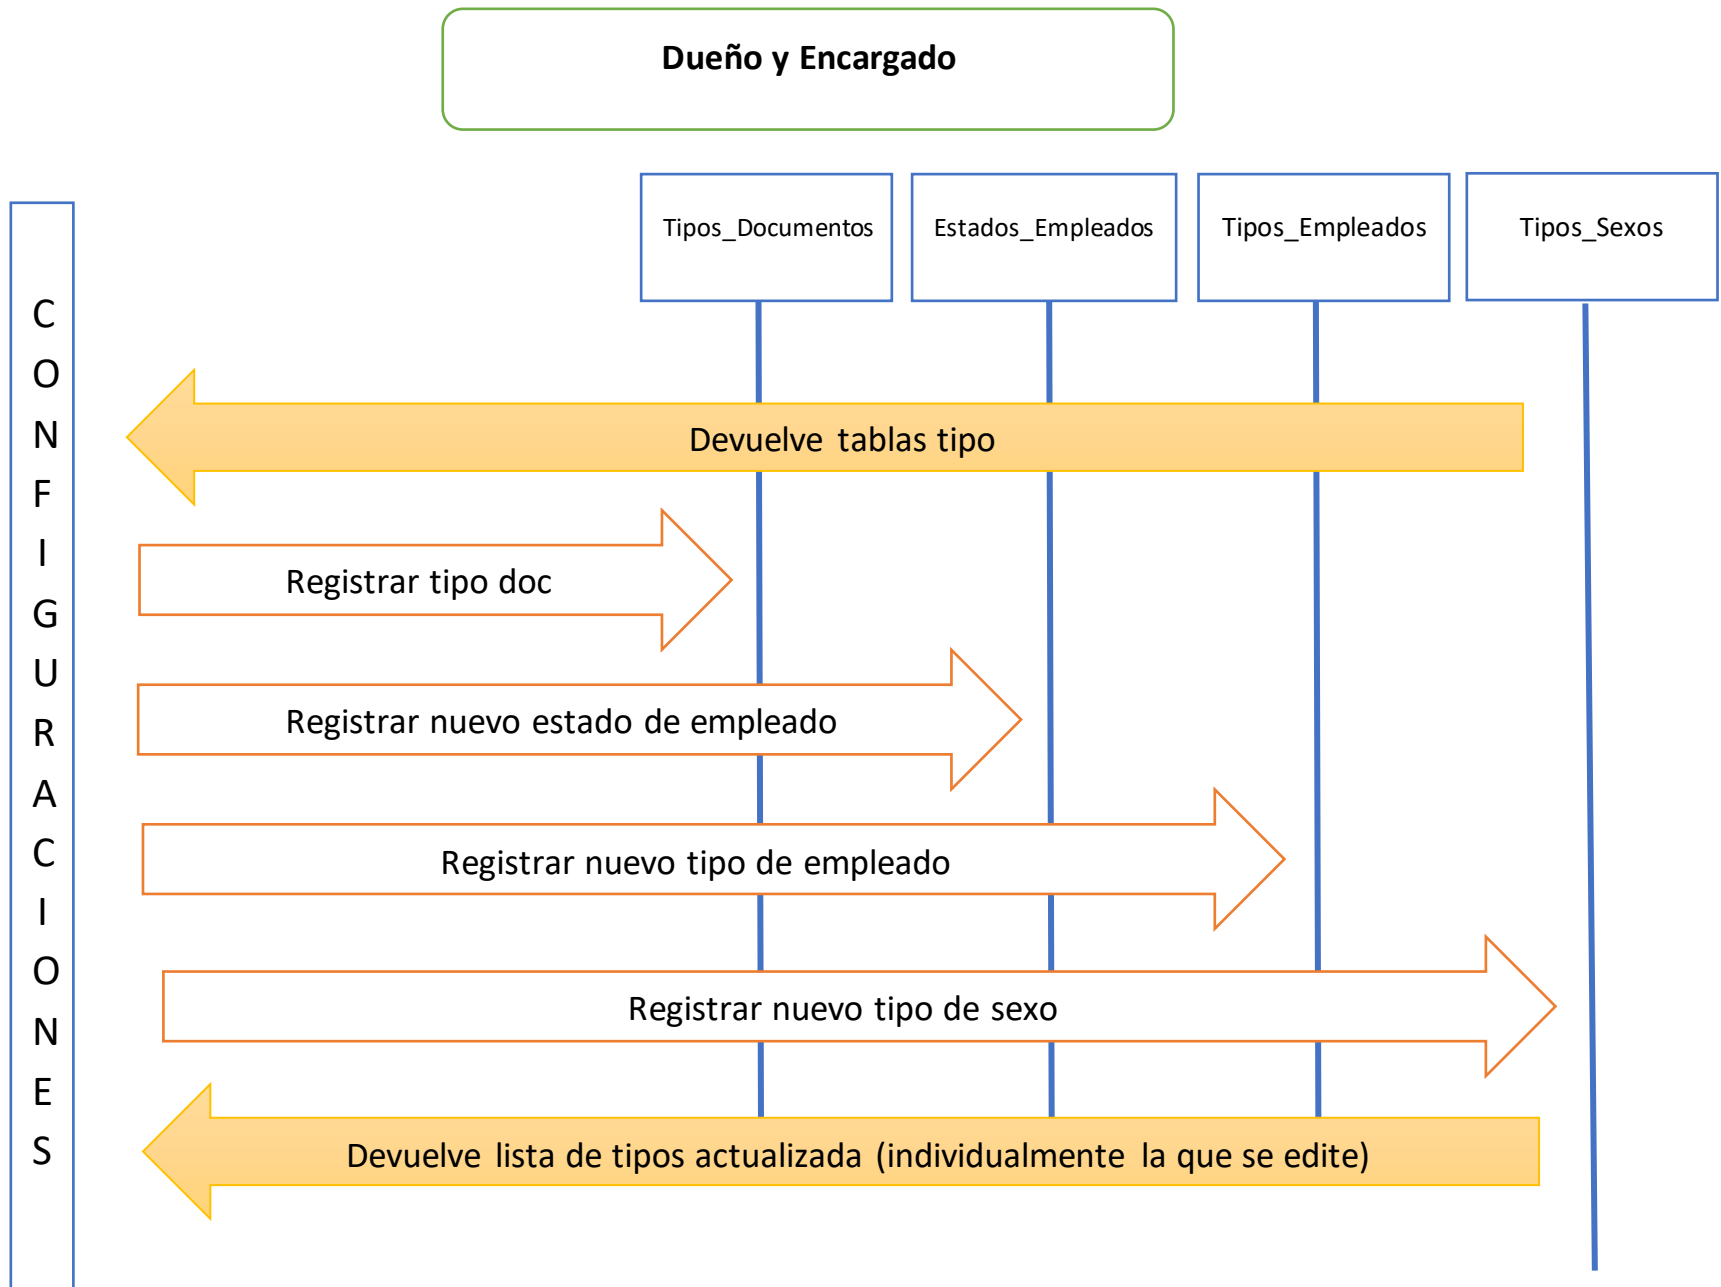 Dueño y Encargado
Tipos_Documentos
Estados_Empleados
Tipos_Empleados
Tipos_Sexos
CONFIGURACIONES
Devuelve tablas tipo
Registrar tipo doc
Registrar nuevo estado de empleado
Registrar nuevo tipo de empleado
Registrar nuevo tipo de sexo
Devuelve lista de tipos actualizada (individualmente la que se edite)